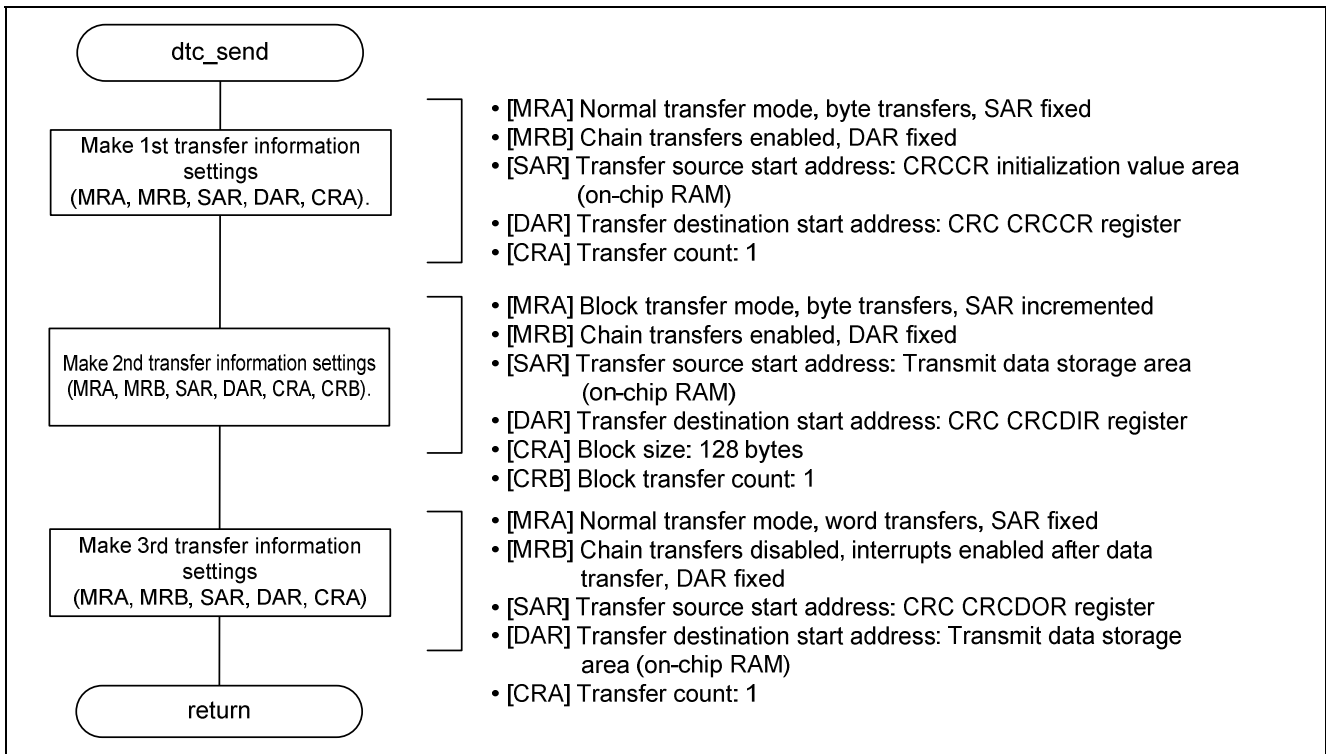 dtc_send
Make 1st transfer information
settings
(MRA, MRB, SAR, DAR, CRA).
• [MRA] Normal transfer mode, byte transfers, SAR fixed
• [MRB] Chain transfers enabled, DAR fixed
• [SAR] Transfer source start address: CRCCR initialization value area
(on-chip RAM)
• [DAR] Transfer destination start address: CRC CRCCR register
• [CRA] Transfer count: 1
Make 2nd transfer information settings
(MRA, MRB, SAR, DAR, CRA, CRB).
• [MRA] Block transfer mode, byte transfers, SAR incremented
• [MRB] Chain transfers enabled, DAR fixed
• [SAR] Transfer source start address: Transmit data storage area
(on-chip RAM)
• [DAR] Transfer destination start address: CRC CRCDIR register
• [CRA] Block size: 128 bytes
• [CRB] Block transfer count: 1
Make 3rd transfer information
settings
(MRA, MRB, SAR, DAR, CRA)
• [MRA] Normal transfer mode, word transfers, SAR fixed
• [MRB] Chain transfers disabled, interrupts enabled after data
transfer, DAR fixed
• [SAR] Transfer source start address: CRC CRCDOR register
• [DAR] Transfer destination start address: Transmit data storage
area (on-chip RAM)
• [CRA] Transfer count: 1
return